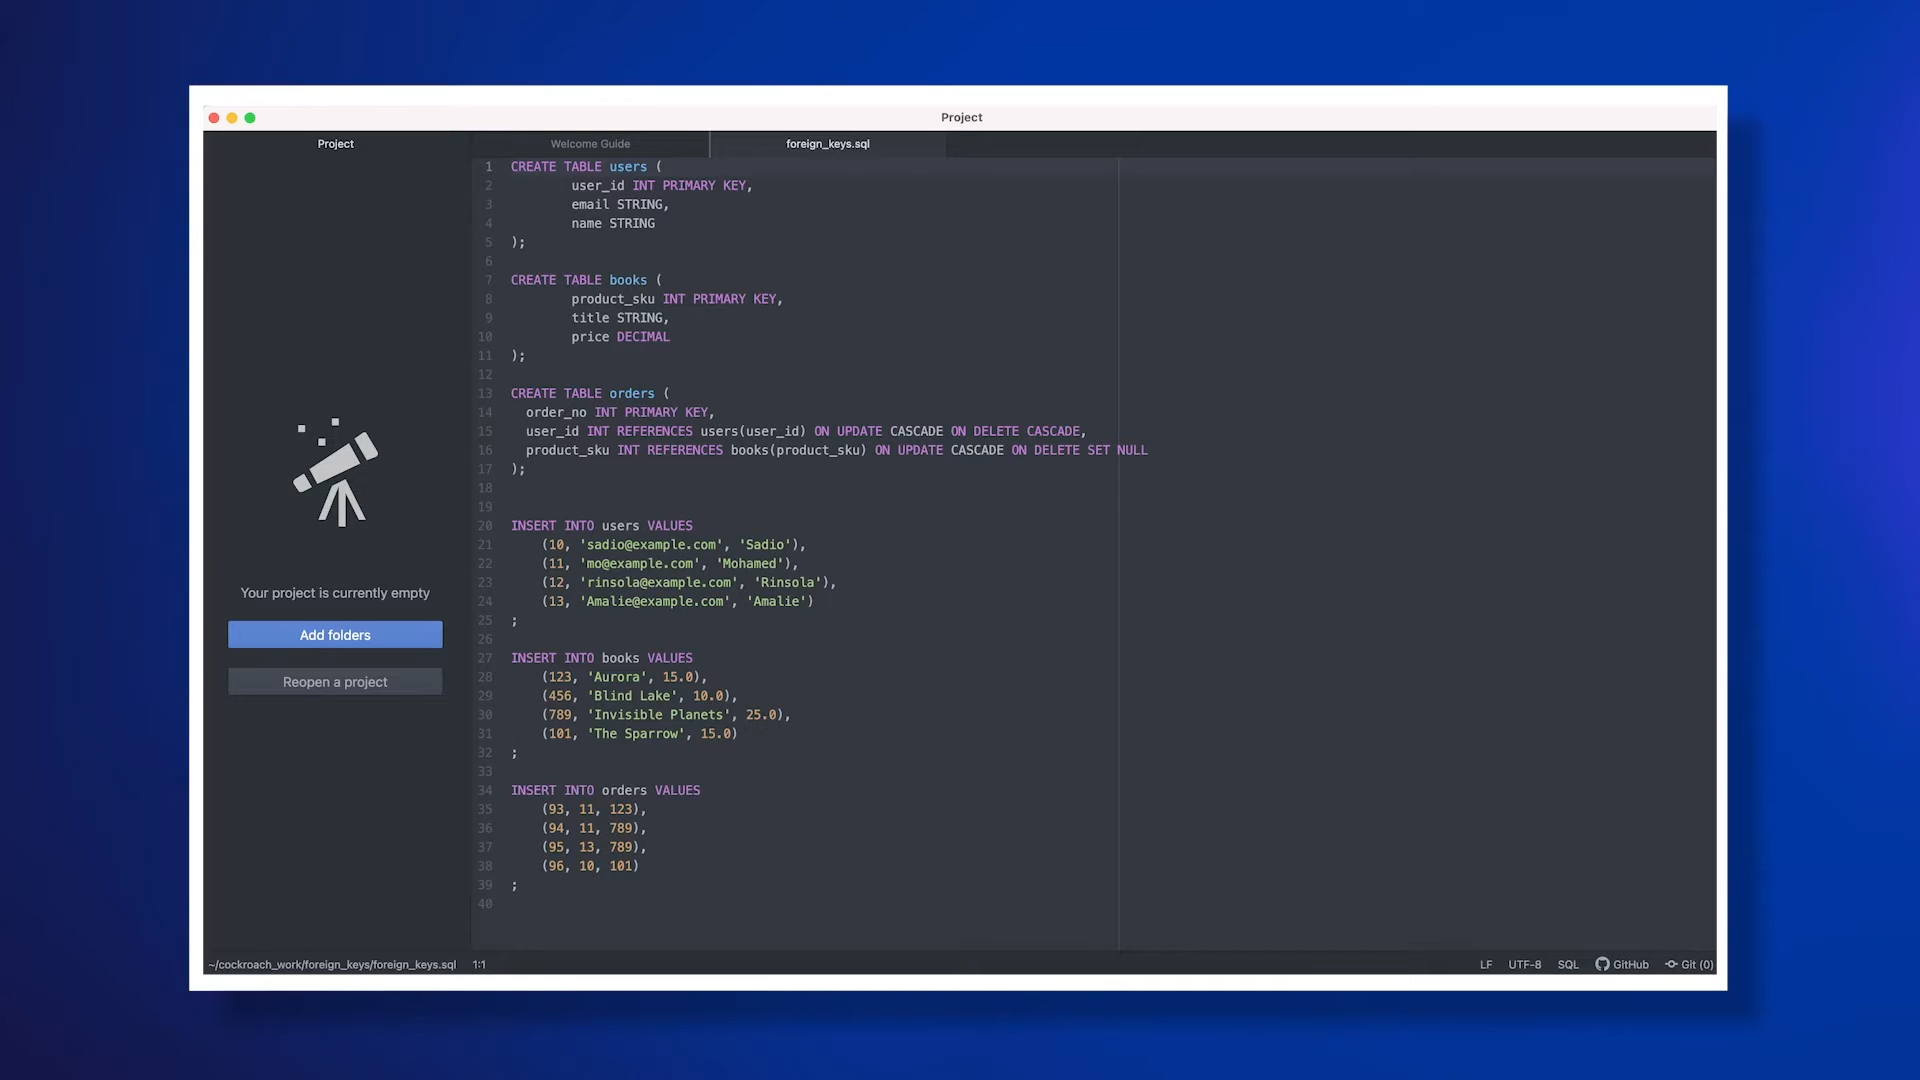 Project
Project
Welcome Guide
foreign_keys.sql
1 CREATE TABLE users (
2 user_id INT PRIMARY KEY,
3 email STRING,
4 name STRING
5 );
6
7 CREATE TABLE books (
8 product_sku INT PRIMARY KEY,
9 title STRING,
10 price DECIMAL
11 );
12
13 CREATE TABLE orders (
14 order_no INT PRIMARY KEY,
15 user_id INT REFERENCES users(user_id) ON UPDATE CASCADE ON DELETE CASCADE,
16 product_sku INT REFERENCES books(product_sku) ON UPDATE CASCADE ON DELETE SET NULL
17 );
18
19
20 INSERT INTO users VALUES
21 (10, 'sadio@example.com', 'Sadio'),
22 (11, 'mo@example.com', 'Mohamed'),
23 (12, 'rinsola@example.com', 'Rinsola'),
24 (13, 'Amalie@example.com', 'Amalie')
25 ;
26
27 INSERT INTO books VALUES
28 (123, 'Aurora', 15.0),
29 (456, 'Blind Lake', 10.0),
30 (789, 'Invisible Planets', 25.0),
31 (101, 'The Sparrow', 15.0)
32 ;
33
34 INSERT INTO orders VALUES
35 (93, 11, 123),
36 (94, 11, 789),
37 (95, 13, 789),
38 (96, 10, 101)
39 ;
40
Your project is currently empty
Add folders
Reopen a project
~/cockroach_work/foreign_keys/foreign_keys.sql 1:1
LF UTF-8 SQL GitHub Git (0)